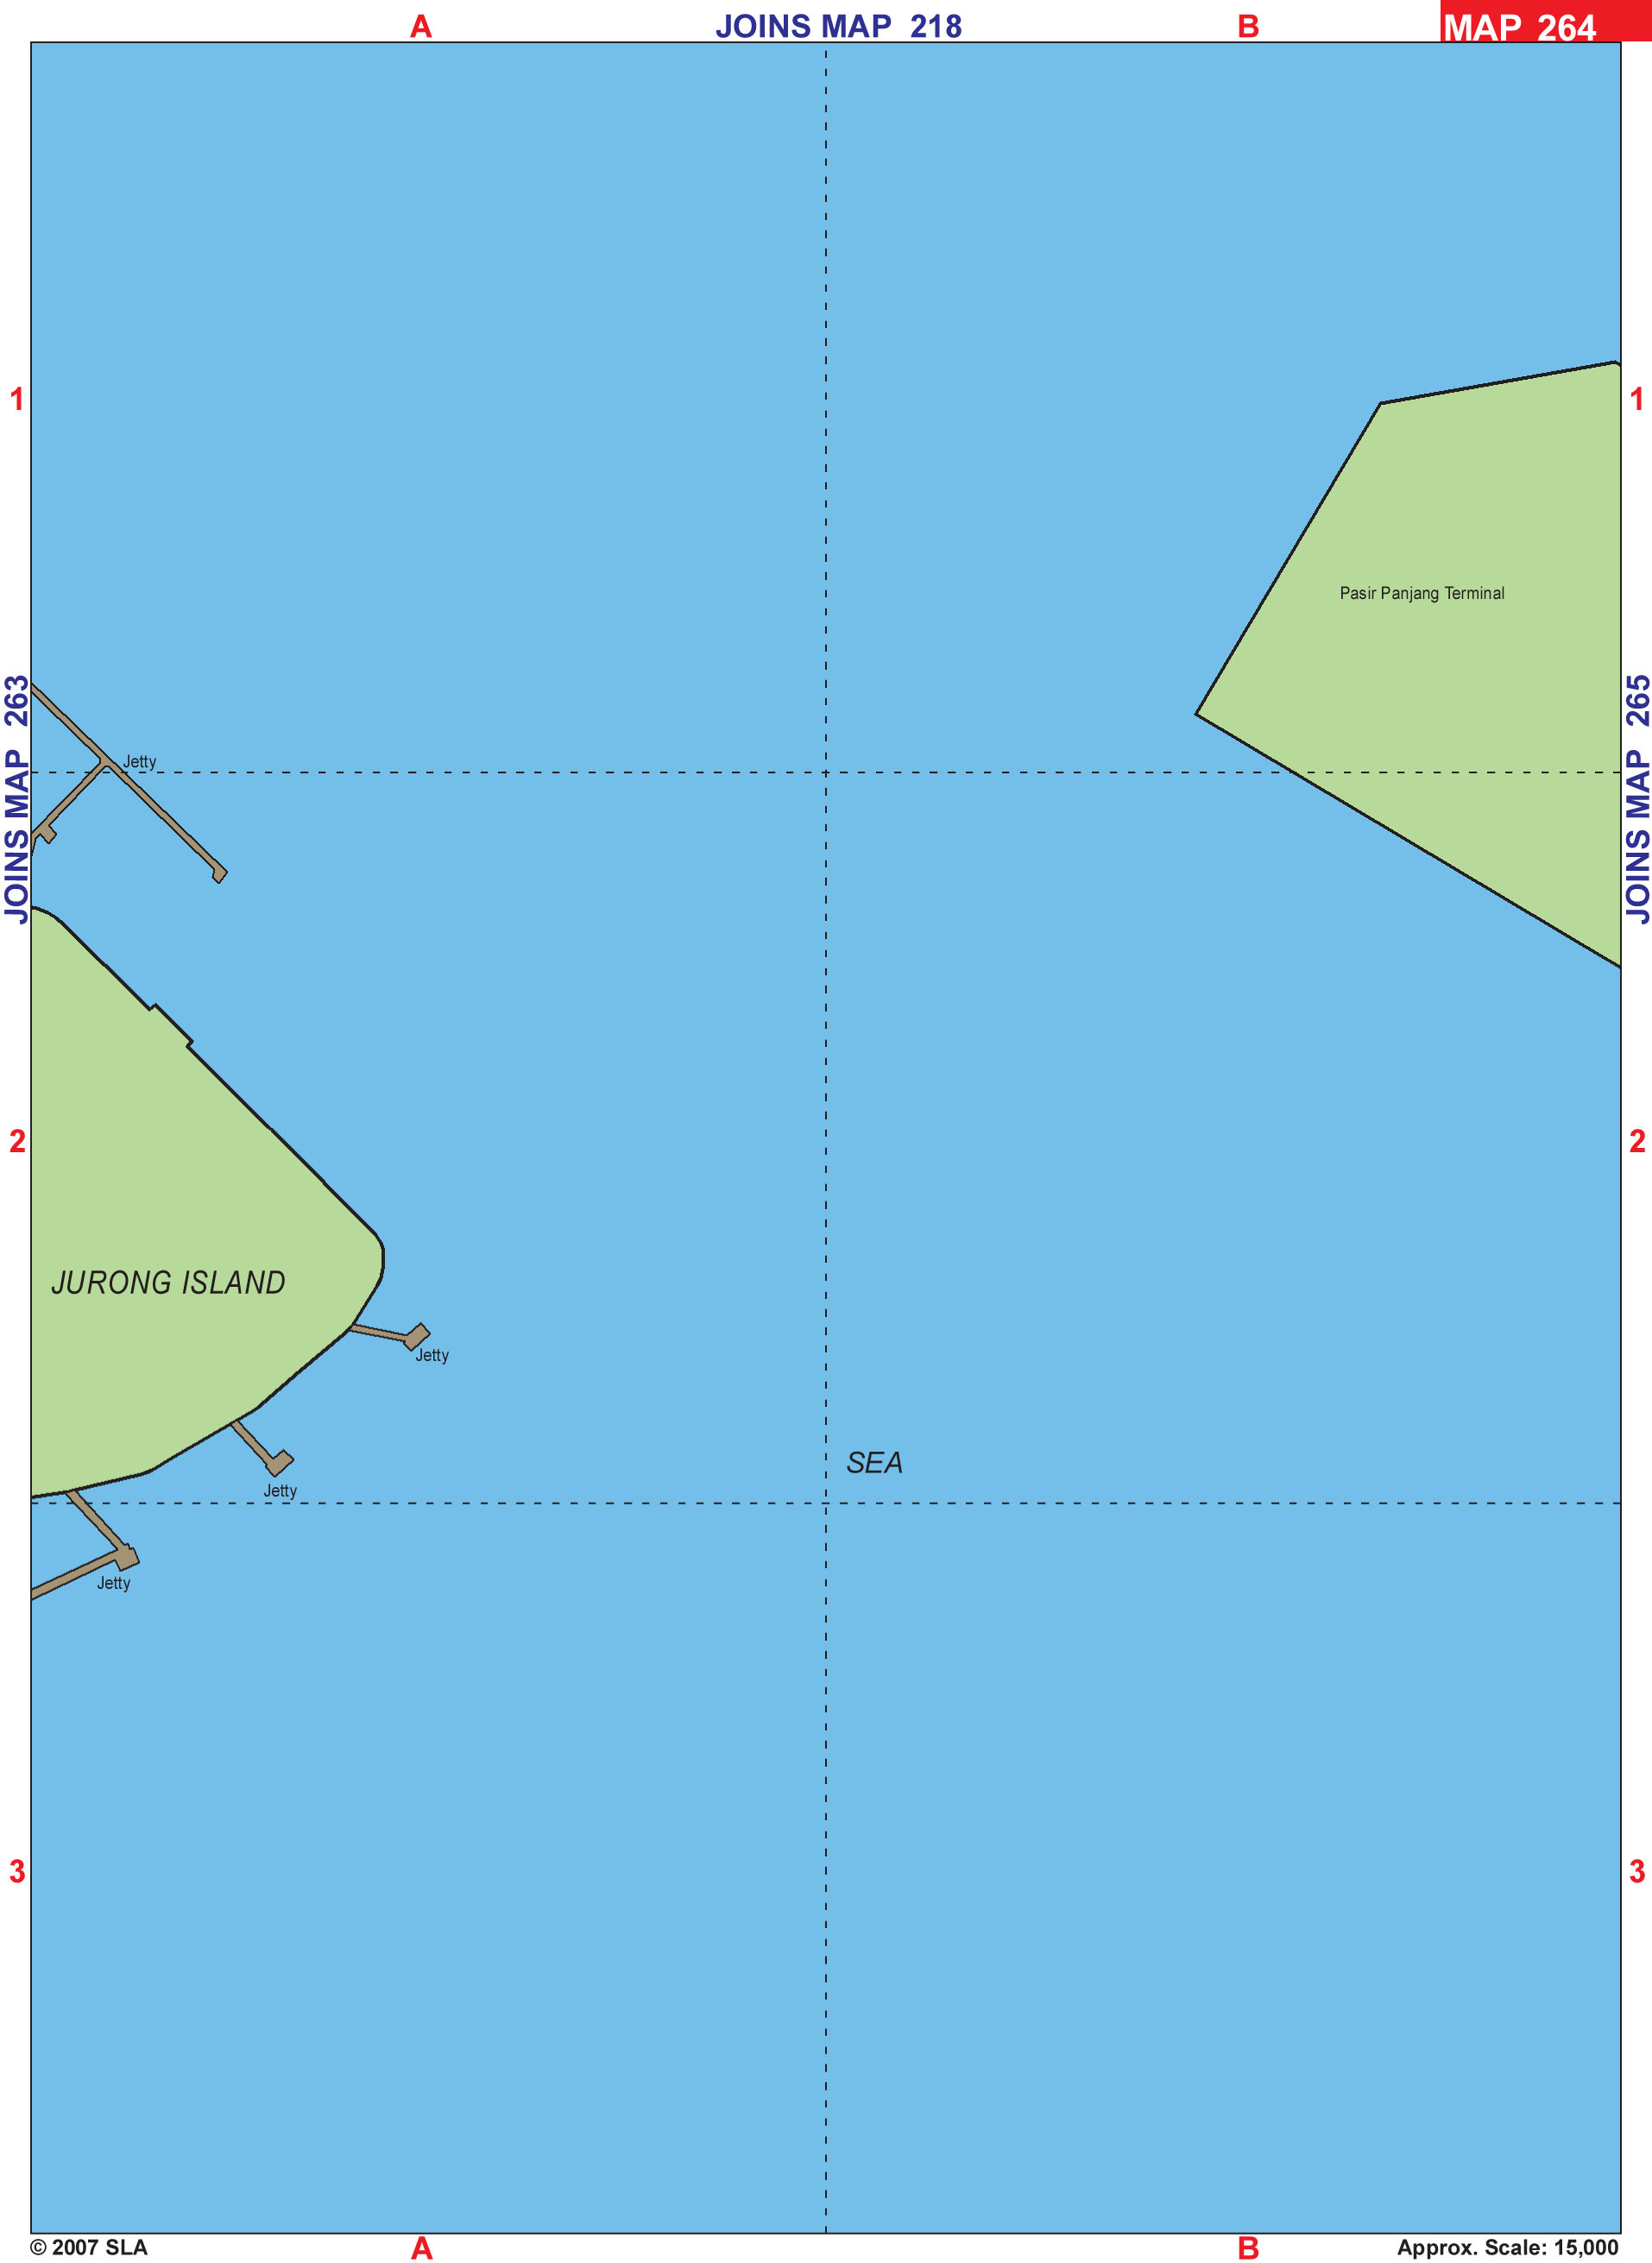 A
JOINS MAP 218
B
MAP 264
1
1
Pasir Panjang Terminal
JOINS MAP 263
JOINS MAP 265
Jetty
2
2
JURONG ISLAND
Jetty
SEA
Jetty
Jetty
3
3
© 2007 SLA
A
B
Approx. Scale: 15,000